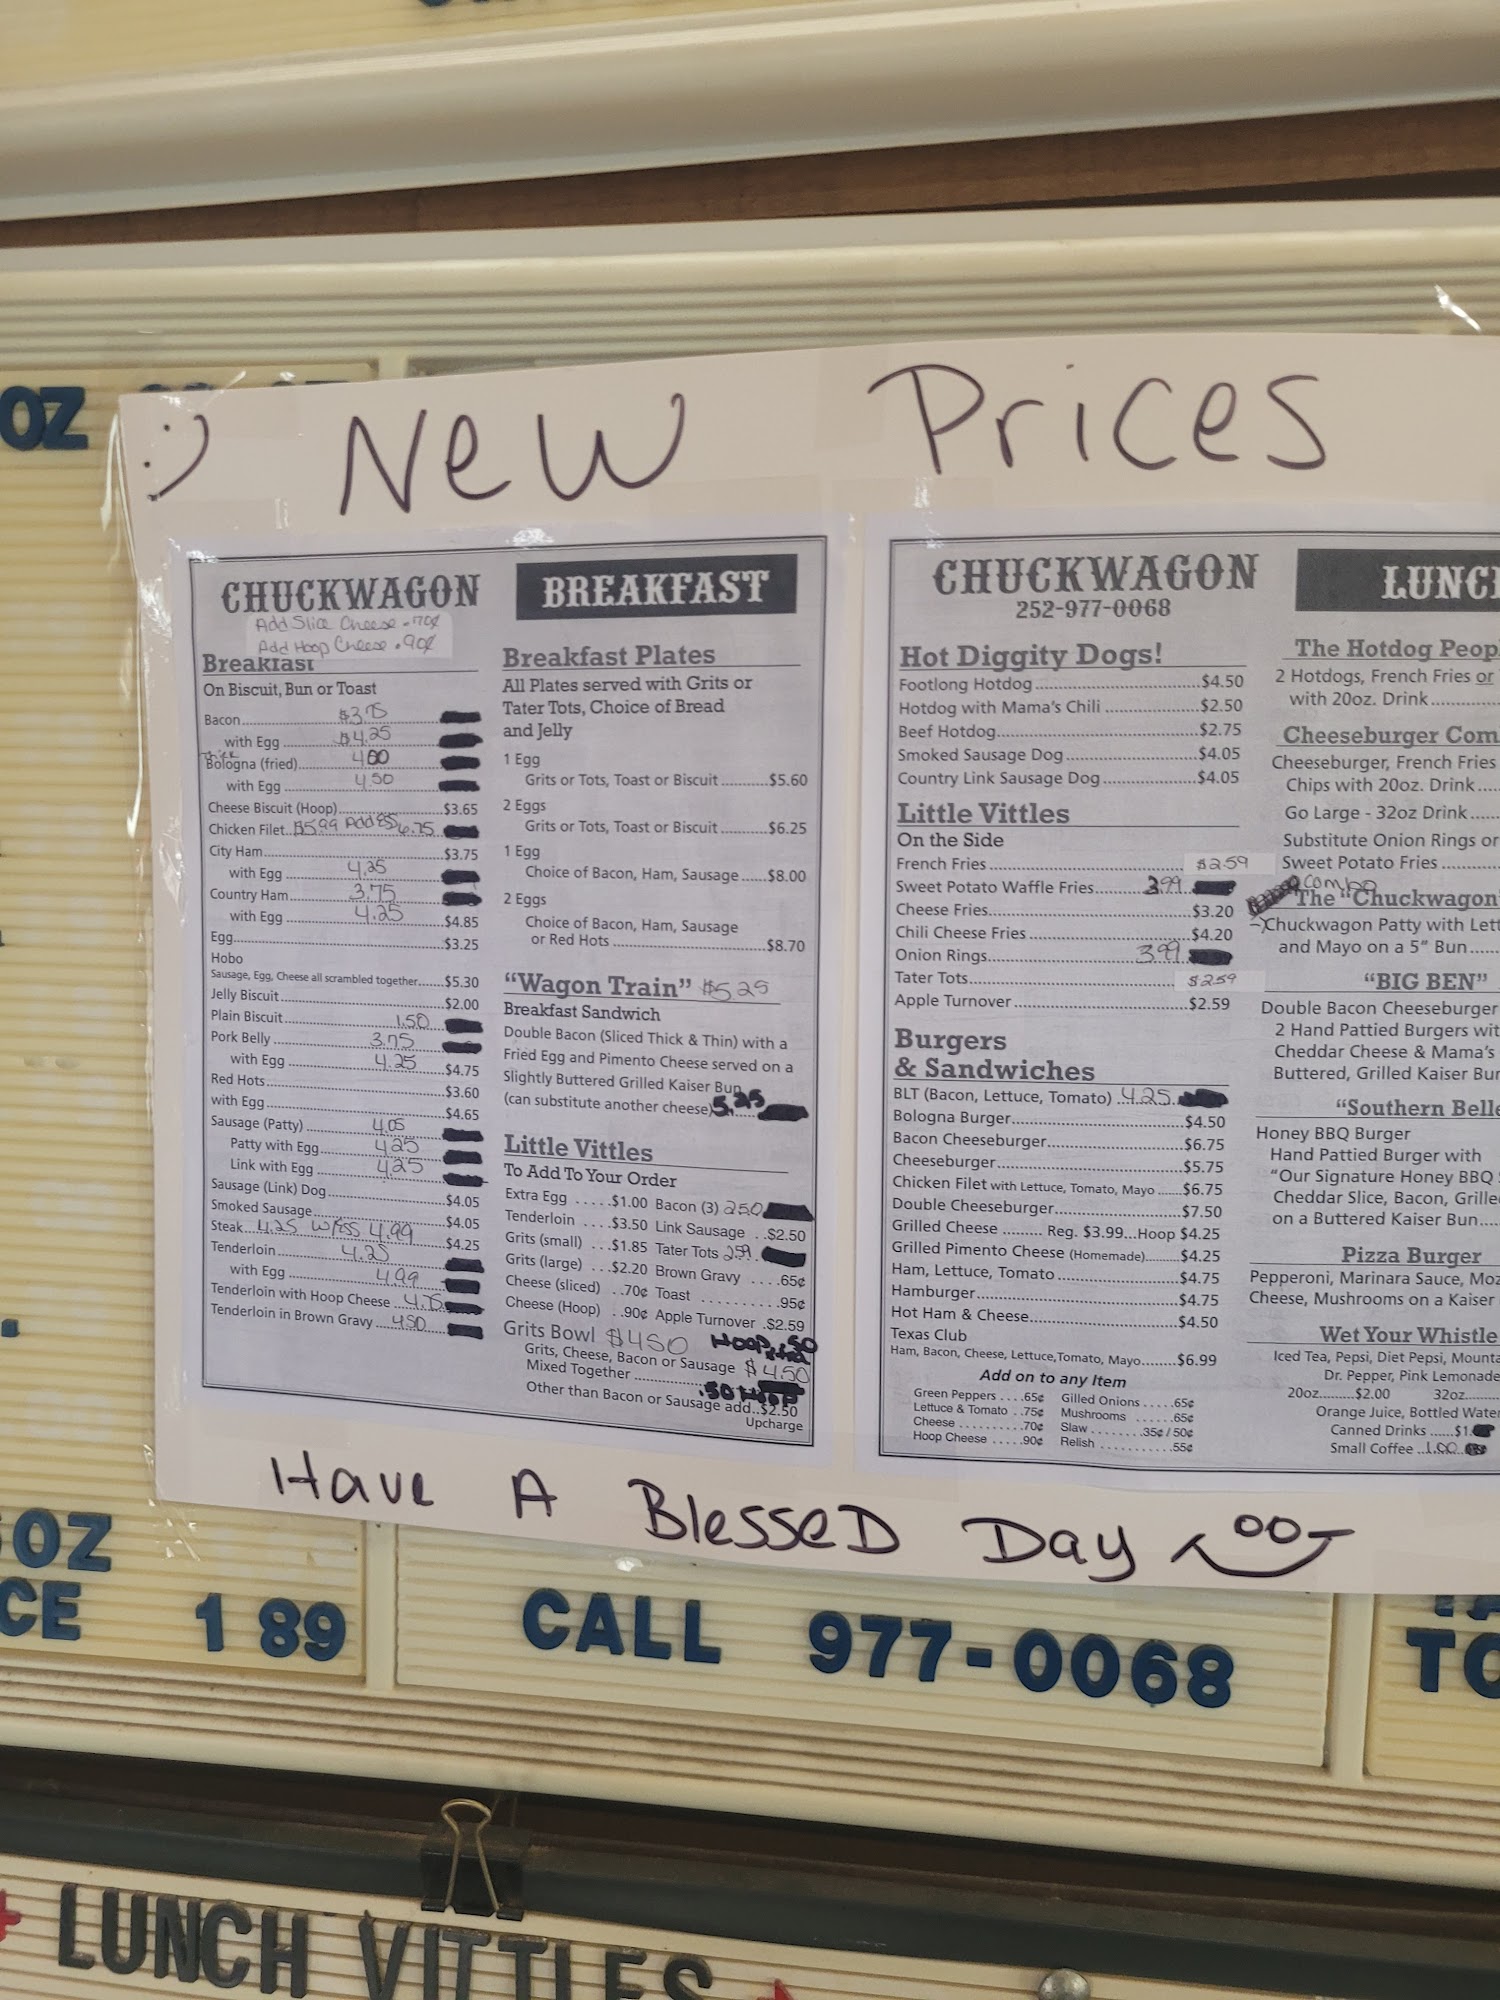 OZ
:) New Prices
CHUCKWAGON
Add Slice Cheese .70¢
Add Hoop Cheese .90¢
Breakfast
On Biscuit, Bun or Toast
Bacon $3.75
with Egg $4.25
Thick
Bologna (fried) 4.00
with Egg 4.50
Cheese Biscuit (Hoop) $3.65
Chicken Filet $5.99 Add 6.75
City Ham $3.75
with Egg 4.25
Country Ham 3.75
with Egg 4.25 $4.85
Egg $3.25
Hobo
Sausage, Egg, Cheese all scrambled together $5.30
Jelly Biscuit $2.00
Plain Biscuit 1.50
Pork Belly 3.75
with Egg 4.25 $4.75
Red Hots $3.60
with Egg $4.65
Sausage (Patty) 4.05
Patty with Egg 4.25
Link with Egg 4.25
Sausage (Link) Dog $4.05
Smoked Sausage $4.05
Steak 4.25 4.99 $4.25
Tenderloin 4.25
with Egg 4.99
Tenderloin with Hoop Cheese 4.75
Tenderloin in Brown Gravy 4.50
BREAKFAST
Breakfast Plates
All Plates served with Grits or
Tater Tots, Choice of Bread
and Jelly
1 Egg
Grits or Tots, Toast or Biscuit $5.60
2 Eggs
Grits or Tots, Toast or Biscuit $6.25
1 Egg
Choice of Bacon, Ham, Sausage $8.00
2 Eggs
Choice of Bacon, Ham, Sausage
or Red Hots $8.70
"Wagon Train" $5.25
Breakfast Sandwich
Double Bacon (Sliced Thick & Thin) with a
Fried Egg and Pimento Cheese served on a
Slightly Buttered Grilled Kaiser Bun
(can substitute another cheese) 5.25
Little Vittles
To Add To Your Order
Extra Egg $1.00 Bacon (3) 2.50
Tenderloin $3.50 Link Sausage $2.50
Grits (small) $1.85 Tater Tots 2.59
Grits (large) $2.20 Brown Gravy 65¢
Cheese (sliced) .70¢ Toast .95¢
Cheese (Hoop) .90¢ Apple Turnover $2.59
Grits Bowl $4.50 HOOP .50
Grits, Cheese, Bacon or Sausage $4.50
Mixed Together
.50 HOOP
Other than Bacon or Sausage add $2.50
Upcharge
CHUCKWAGON
252-977-0068
Hot Diggity Dogs!
Footlong Hotdog $4.50
Hotdog with Mama's Chili $2.50
Beef Hotdog $2.75
Smoked Sausage Dog $4.05
Country Link Sausage Dog $4.05
Little Vittles
On the Side
French Fries $2.59
Sweet Potato Waffle Fries 3.99
Cheese Fries $3.20
Chili Cheese Fries $4.20
Onion Rings 3.99
Tater Tots $2.59
Apple Turnover $2.59
Burgers
& Sandwiches
BLT (Bacon, Lettuce, Tomato) 4.25
Bologna Burger $4.50
Bacon Cheeseburger $6.75
Cheeseburger $5.75
Chicken Filet with Lettuce, Tomato, Mayo $6.75
Double Cheeseburger $7.50
Grilled Cheese Reg. $3.99...Hoop $4.25
Grilled Pimento Cheese (Homemade) $4.25
Ham, Lettuce, Tomato $4.75
Hamburger $4.75
Hot Ham & Cheese $4.50
Texas Club
Ham, Bacon, Cheese, Lettuce, Tomato, Mayo $6.99
Add on to any Item
Green Peppers 65¢ Gilled Onions 65¢
Lettuce & Tomato .75¢ Mushrooms 65¢
Cheese 70¢ Slaw 35¢ / 50¢
Hoop Cheese 90¢ Relish 55¢
LUNC
The Hotdog Peop
2 Hotdogs, French Fries or
with 20oz. Drink
Cheeseburger Com
Cheeseburger, French Fries
Chips with 20oz. Drink
Go Large - 32oz Drink
Substitute Onion Rings or
Sweet Potato Fries
combo
The "Chuckwagon"
Chuckwagon Patty with Lett
and Mayo on a 5" Bun
"BIG BEN"
Double Bacon Cheeseburger
2 Hand Pattied Burgers wit
Cheddar Cheese & Mama's
Buttered, Grilled Kaiser Bun
"Southern Belle
Honey BBQ Burger
Hand Pattied Burger with
"Our Signature Honey BBQ
Cheddar Slice, Bacon, Grille
on a Buttered Kaiser Bun
Pizza Burger
Pepperoni, Marinara Sauce, Moz
Cheese, Mushrooms on a Kaiser
Wet Your Whistle
Iced Tea, Pepsi, Diet Pepsi, Mounta
Dr. Pepper, Pink Lemonade
20oz $2.00 32oz
Orange Juice, Bottled Water
Canned Drinks $1.
Small Coffee 1.00
Have A Blessed Day
OZ
CE 1 89
CALL 977-0068
TO
LUNCH VITTLES